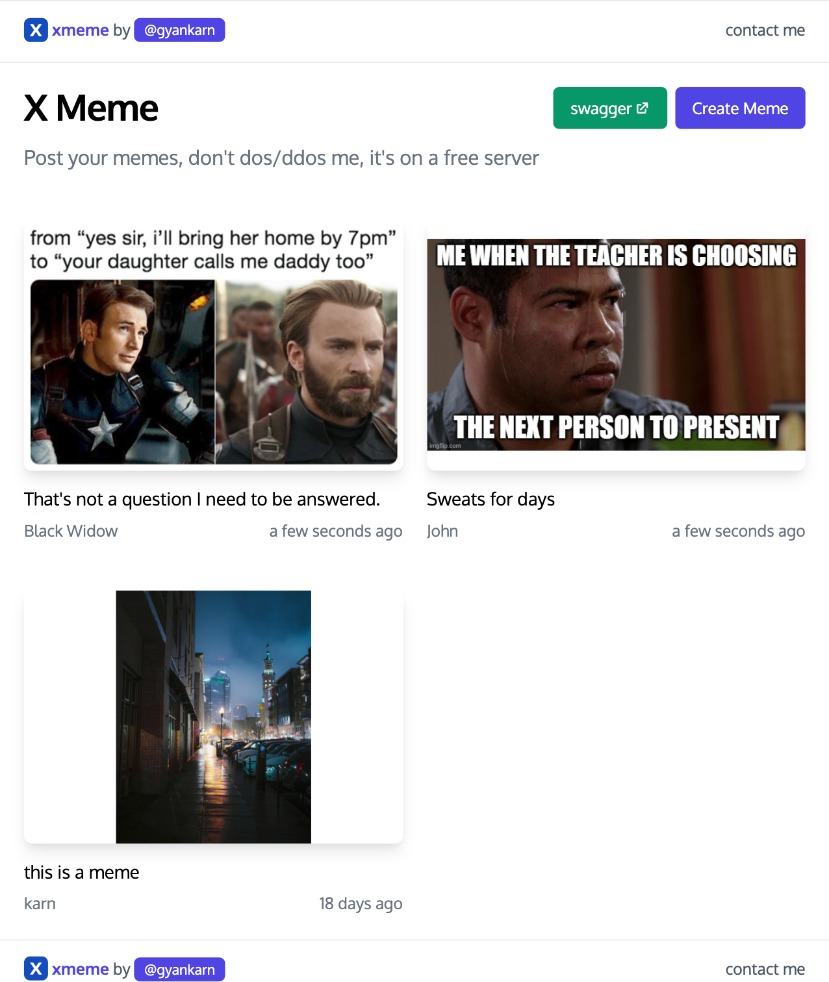 X xmeme by @gyankarn
contact me
X Meme
swagger
Create Meme
Post your memes, don't dos/ddos me, it's on a free server
from “yes sir, i’ll bring her home by 7pm”
to “your daughter calls me daddy too”
ME WHEN THE TEACHER IS CHOOSING
THE NEXT PERSON TO PRESENT
imgflip.com
That's not a question I need to be answered.
Black Widow
a few seconds ago
Sweats for days
John
a few seconds ago
this is a meme
karn
18 days ago
X xmeme by @gyankarn
contact me